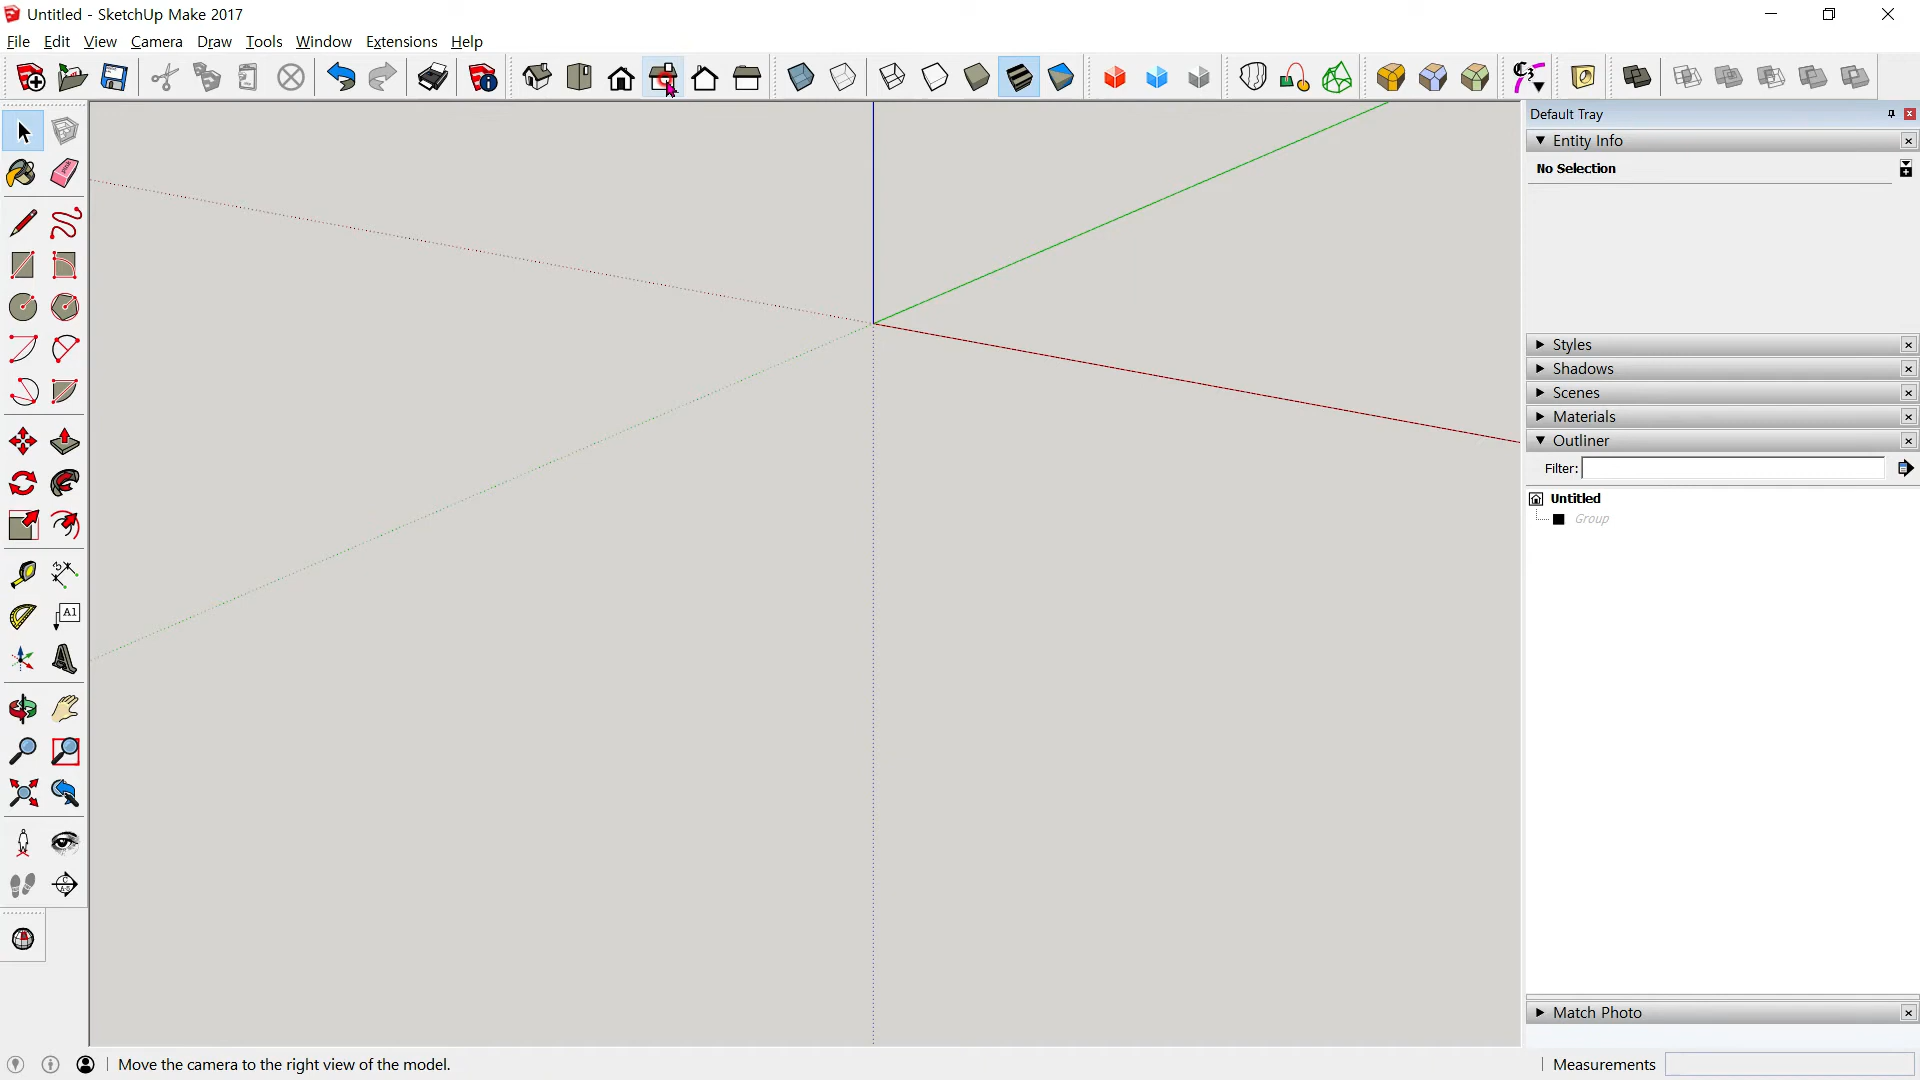 Untitled - SketchUp Make 2017
File Edit View Camera Draw Tools Window Extensions Help
Default Tray
Entity Info
No Selection
Styles
Shadows
Scenes
Materials
Outliner
Filter:
Untitled
Group
A1
Match Photo
Move the camera to the right view of the model.
Measurements